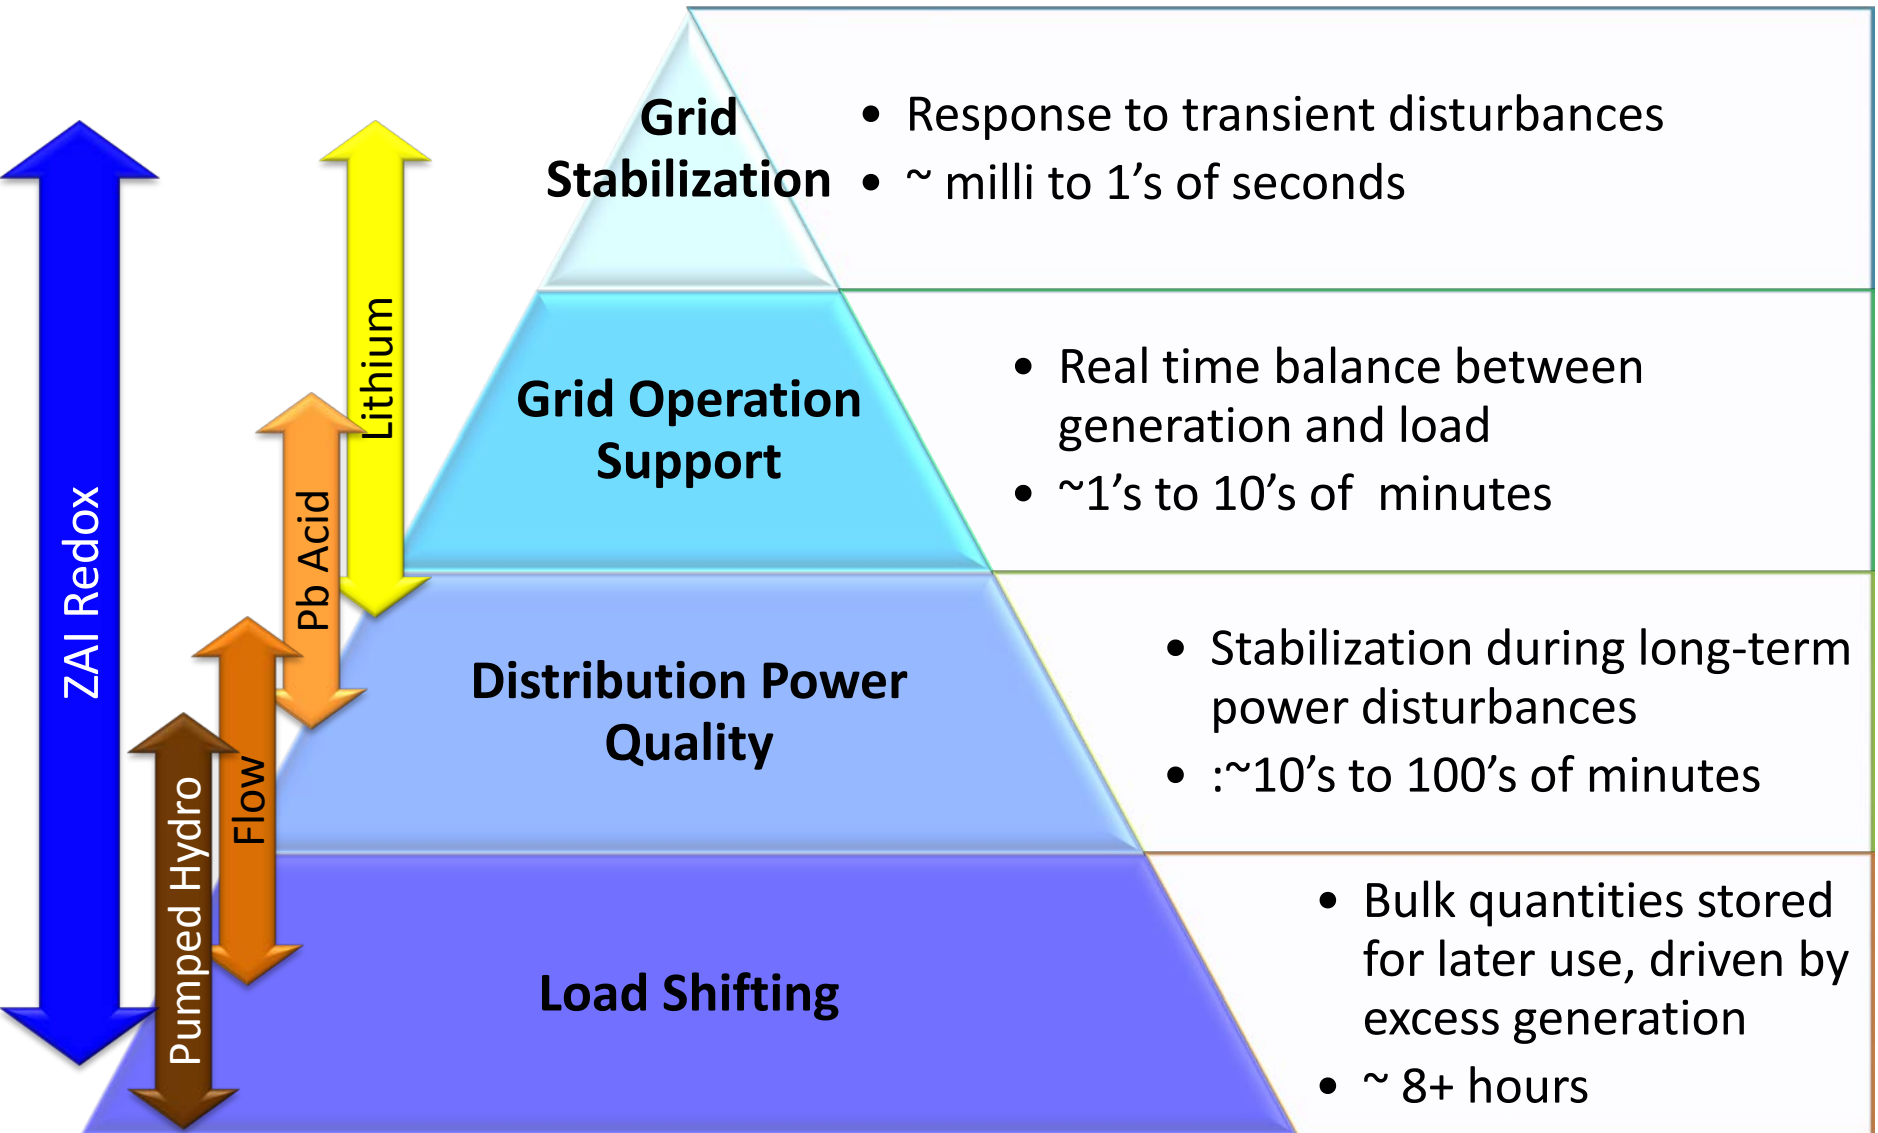 Grid
Stabilization
• Response to transient disturbances
• ~ milli to 1’s of seconds
Grid Operation
Support
• Real time balance between
generation and load
• ~1’s to 10’s of  minutes
Distribution Power
Quality
• Stabilization during long-term
power disturbances
• :~10’s to 100’s of minutes
Load Shifting
• Bulk quantities stored
for later use, driven by
excess generation
• ~ 8+ hours
ZAI Redox
Pumped Hydro
Flow
Pb Acid
Lithium